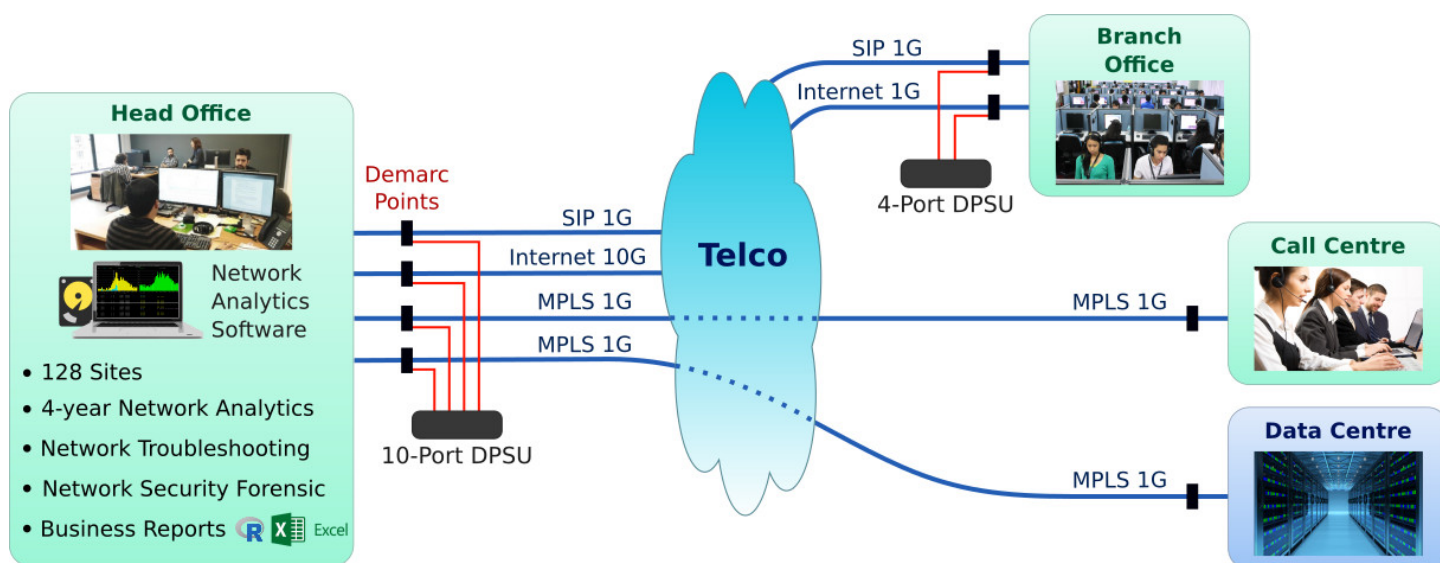 Head Office
Network
Analytics
Software
• 128 Sites
• 4-year Network Analytics
• Network Troubleshooting
• Network Security Forensic
• Business Reports R X Excel
Demarc
Points
SIP 1G
Internet 10G
MPLS 1G
MPLS 1G
10-Port DPSU
Telco
SIP 1G
Internet 1G
4-Port DPSU
Branch
Office
MPLS 1G
Call Centre
MPLS 1G
Data Centre